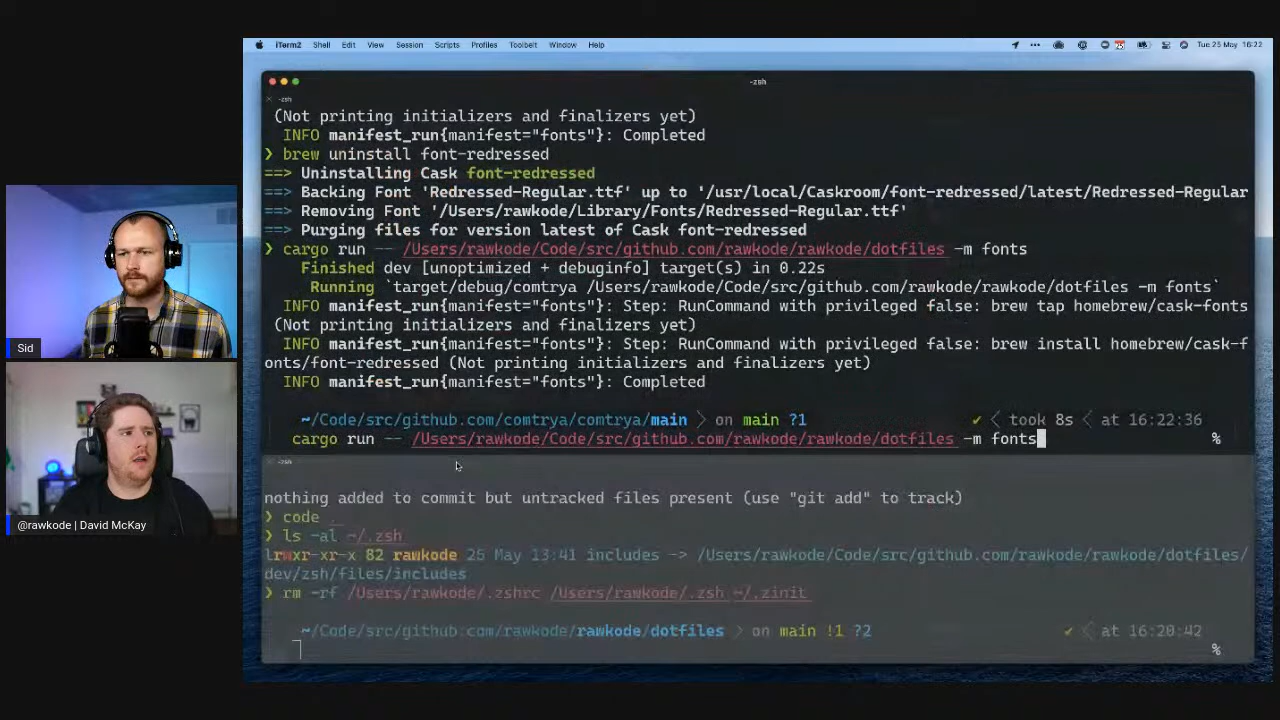 iTerm2 Shell Edit View Session Scripts Profiles Toolbelt Window Help Tue 25 May 16:22
-zsh
-zsh
(Not printing initializers and finalizers yet)
INFO manifest_run{manifest="fonts"}: Completed
❯ brew uninstall font-redressed
==> Uninstalling Cask font-redressed
==> Backing Font 'Redressed-Regular.ttf' up to '/usr/local/Caskroom/font-redressed/latest/Redressed-Regular
==> Removing Font '/Users/rawkode/Library/Fonts/Redressed-Regular.ttf'
==> Purging files for version latest of Cask font-redressed
❯ cargo run -- /Users/rawkode/Code/src/github.com/rawkode/rawkode/dotfiles -m fonts
Finished dev [unoptimized + debuginfo] target(s) in 0.22s
Running `target/debug/comtrya /Users/rawkode/Code/src/github.com/rawkode/rawkode/dotfiles -m fonts`
INFO manifest_run{manifest="fonts"}: Step: RunCommand with privileged false: brew tap homebrew/cask-fonts
(Not printing initializers and finalizers yet)
INFO manifest_run{manifest="fonts"}: Step: RunCommand with privileged false: brew install homebrew/cask-f
onts/font-redressed (Not printing initializers and finalizers yet)
INFO manifest_run{manifest="fonts"}: Completed
~/Code/src/github.com/comtrya/comtrya/main 〉 on main ?1 ✔ 〈 took 8s 〈 at 16:22:36
cargo run -- /Users/rawkode/Code/src/github.com/rawkode/rawkode/dotfiles -m fonts %
-zsh
nothing added to commit but untracked files present (use "git add" to track)
❯ code .
❯ ls -al ~/.zsh
lrwxr-xr-x 82 rawkode 25 May 13:41 includes -> /Users/rawkode/Code/src/github.com/rawkode/rawkode/dotfiles/
dev/zsh/files/includes
❯ rm -rf /Users/rawkode/.zshrc /Users/rawkode/.zsh ~/.zinit
~/Code/src/github.com/rawkode/rawkode/dotfiles 〉 on main !1 ?2 ✔ 〈 at 16:20:42
%
Sid
@rawkode | David McKay